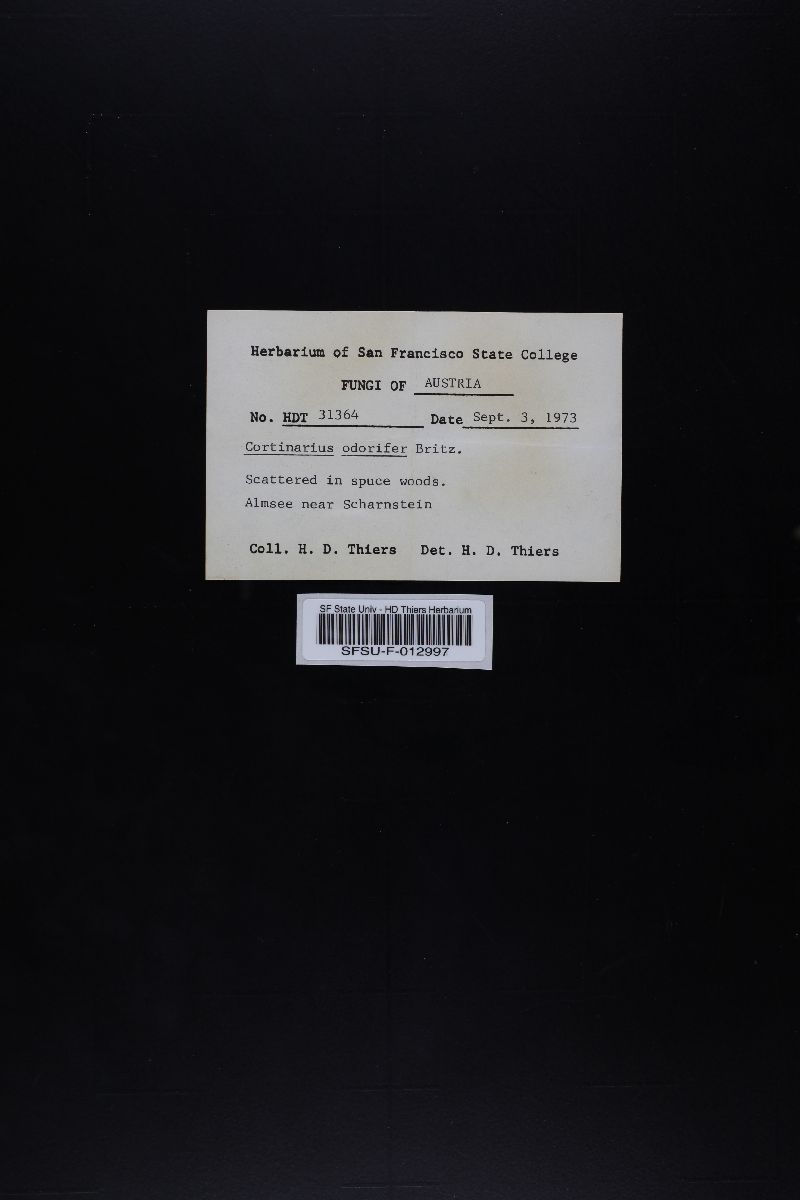 Herbarium of San Francisco State College
FUNGI OF AUSTRIA
No. HDT 31364 Date Sept. 3, 1973
Cortinarius odorifer Britz.
Scattered in spuce woods.
Almsee near Scharnstein
Coll. H. D. Thiers Det. H. D. Thiers
SF State Univ - HD Thiers Herbarium
SFSU-F-012997